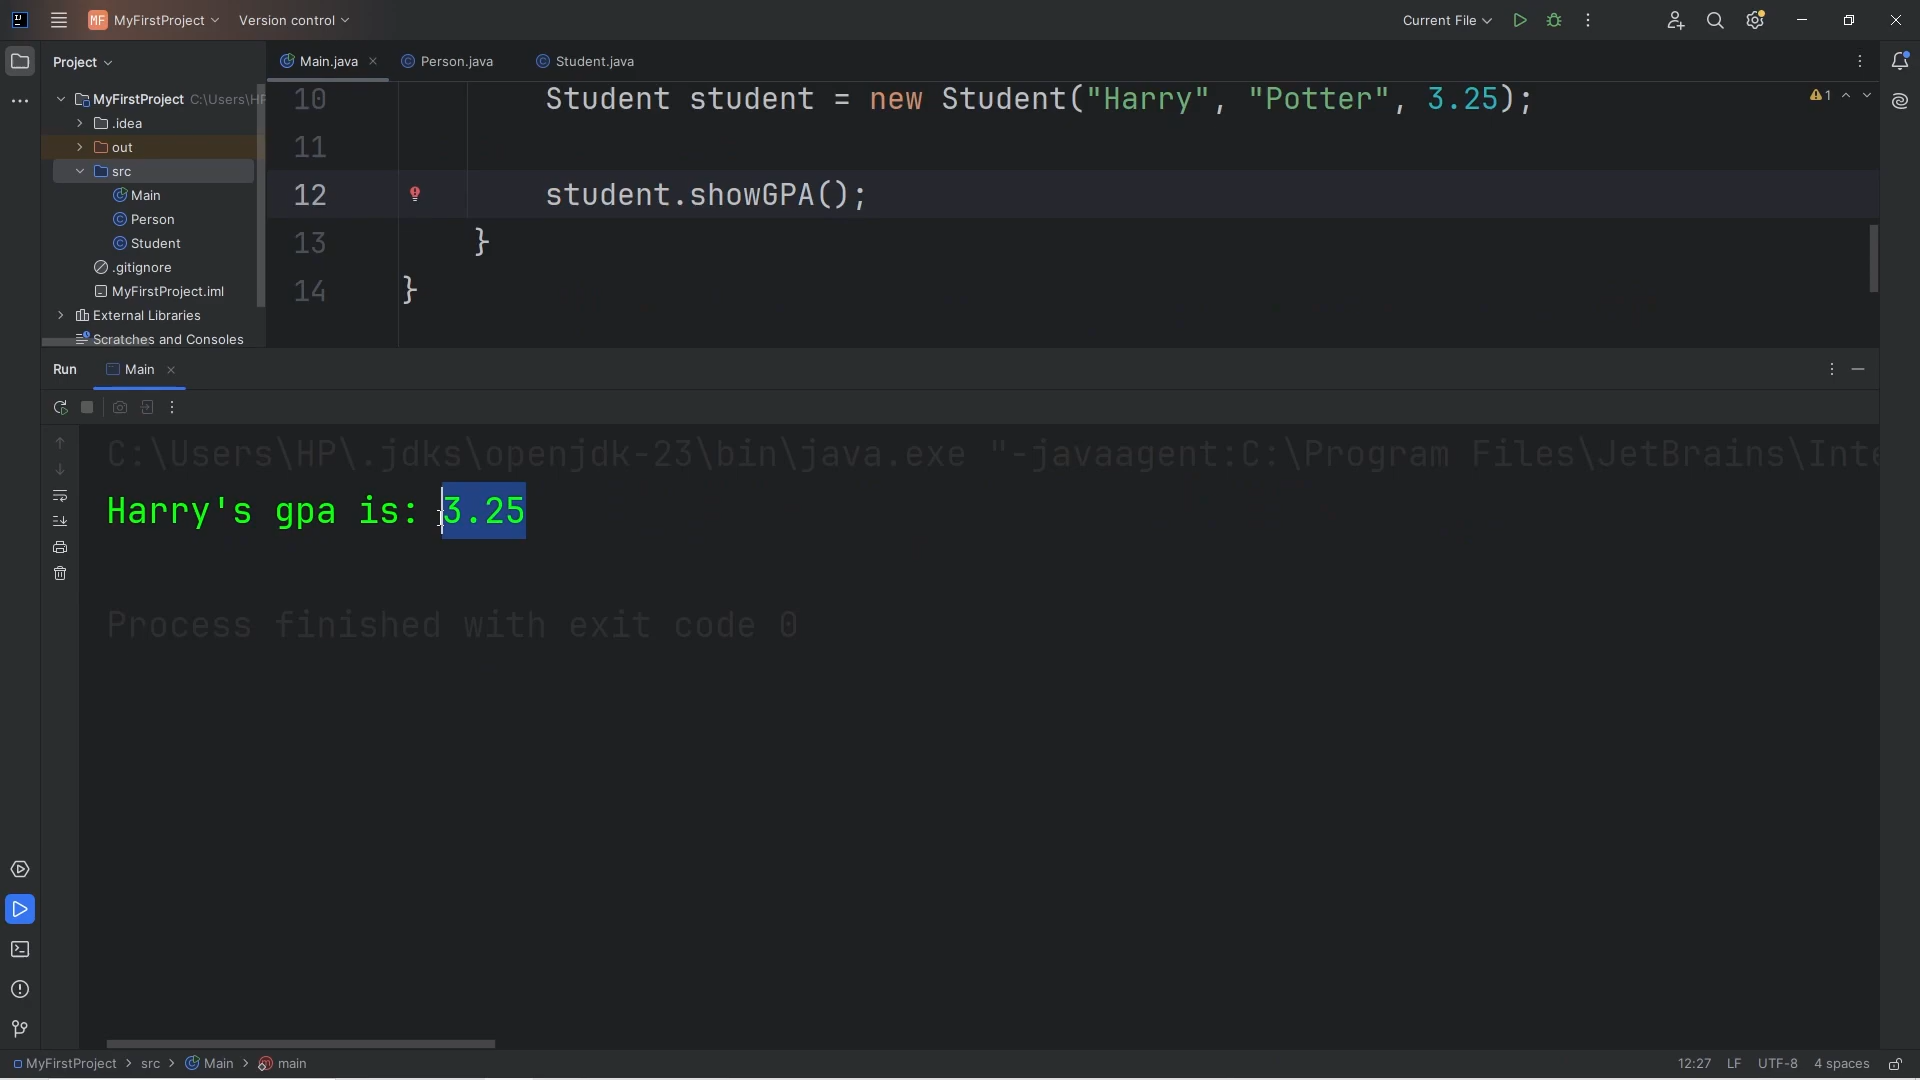 MF MyFirstProject Version control Current File
Project
Main.java Person.java Student.java
MyFirstProject C:\Users\HP
.idea
out
src
Main
Person
Student
.gitignore
MyFirstProject.iml
External Libraries
Scratches and Consoles
10 Student student = new Student("Harry", "Potter", 3.25);
11
12 student.showGPA();
13 }
14 }
1
Run Main
C:\Users\HP\.jdks\openjdk-23\bin\java.exe "-javaagent:C:\Program Files\JetBrains\Inte
Harry's gpa is: 3.25
Process finished with exit code 0
MyFirstProject > src > Main > main 12:27 LF UTF-8 4 spaces